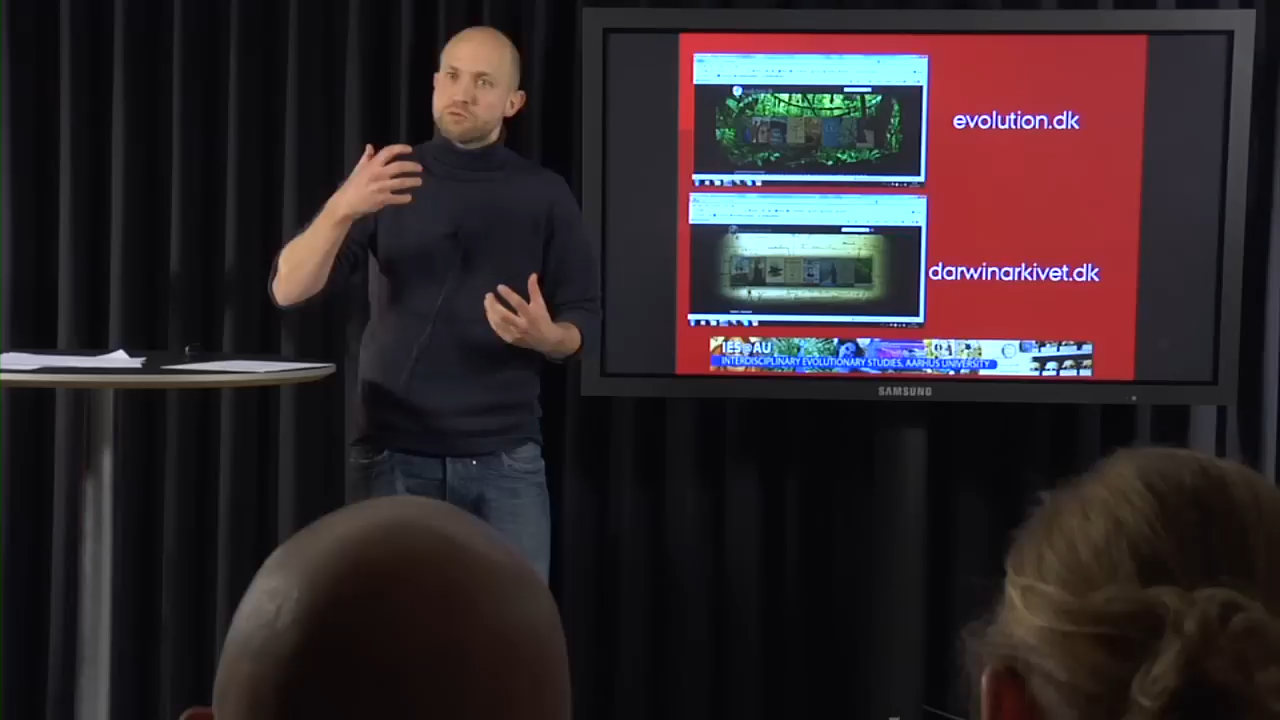 evolution.dk
darwinarkivet.dk
IES@AU
INTERDISCIPLINARY EVOLUTIONARY STUDIES, AARHUS UNIVERSITY
SAMSUNG